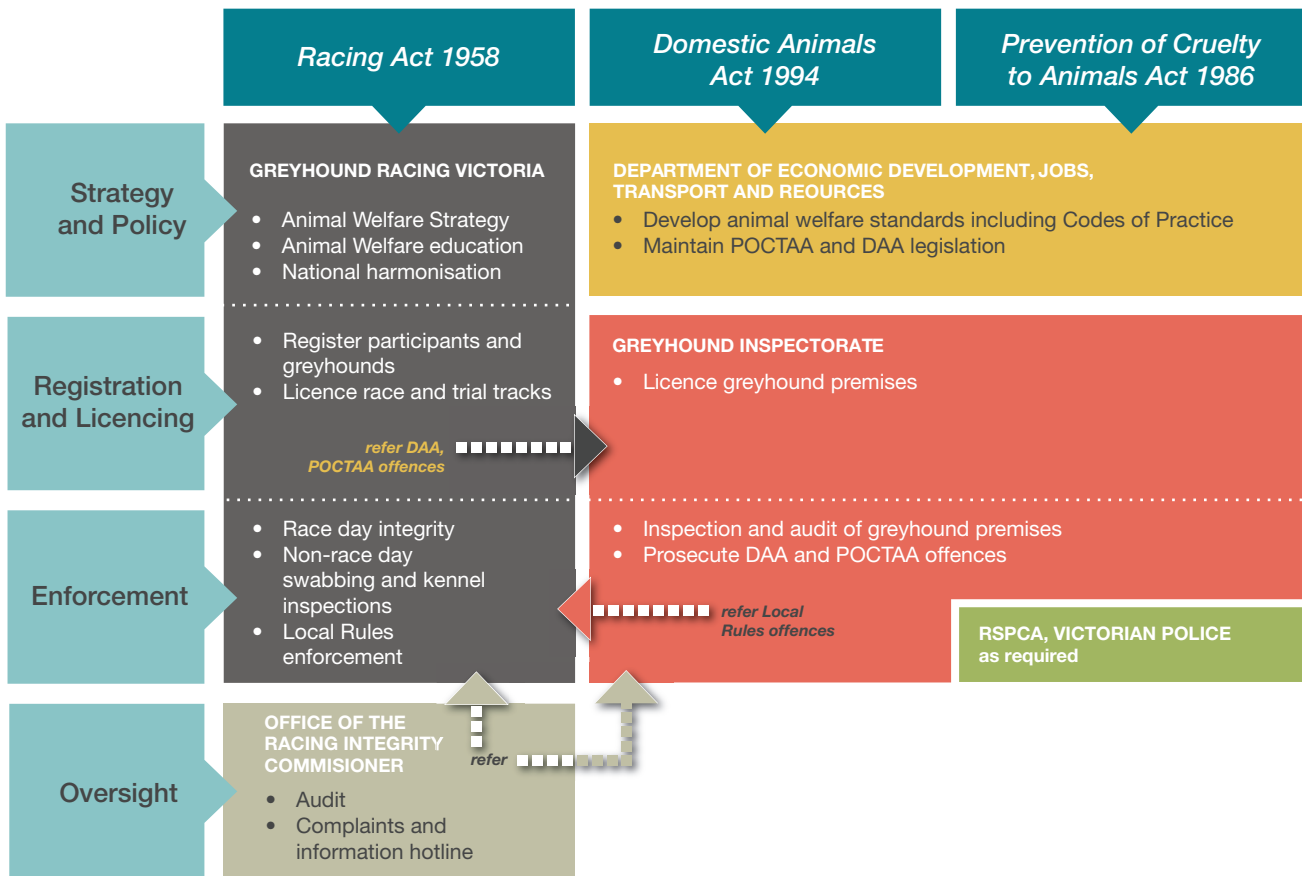 Racing Act 1958
Domestic Animals
Act 1994
Prevention of Cruelty
to Animals Act 1986
Strategy
and Policy
GREYHOUND RACING VICTORIA
• Animal Welfare Strategy
• Animal Welfare education
• National harmonisation
DEPARTMENT OF ECONOMIC DEVELOPMENT, JOBS,
TRANSPORT AND REOURCES
• Develop animal welfare standards including Codes of Practice
• Maintain POCTAA and DAA legislation
Registration
and Licencing
• Register participants and
greyhounds
• Licence race and trial tracks
refer DAA,
POCTAA offences
GREYHOUND INSPECTORATE
• Licence greyhound premises
Enforcement
• Race day integrity
• Non-race day
swabbing and kennel
inspections
• Local Rules
enforcement
• Inspection and audit of greyhound premises
• Prosecute DAA and POCTAA offences
refer Local
Rules offences
RSPCA, VICTORIAN POLICE
as required
Oversight
OFFICE OF THE
RACING INTEGRITY
COMMISIONER
refer
• Audit
• Complaints and
information hotline